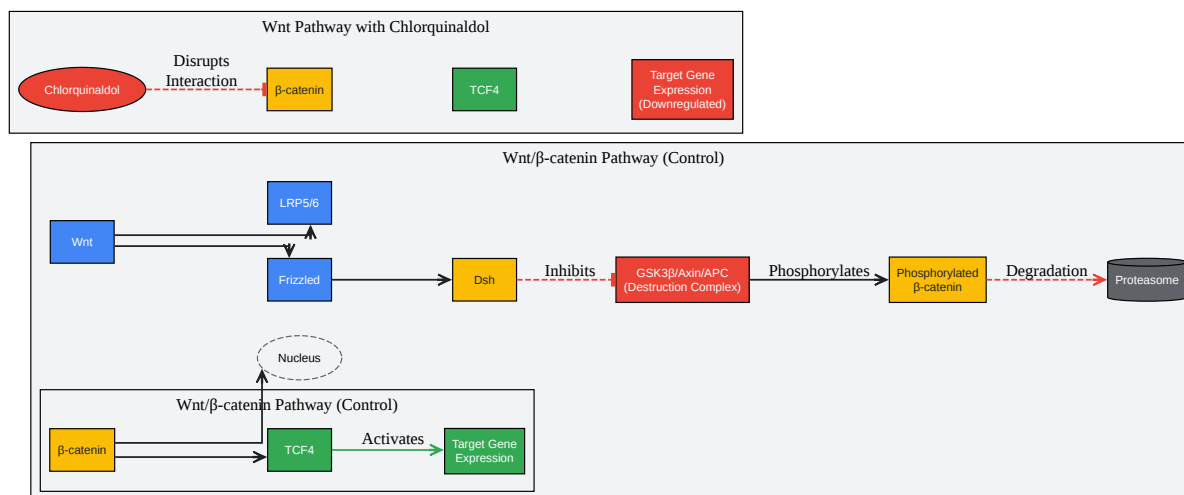 Wnt Pathway with Chlorquinaldol
Disrupts
Interaction
Chlorquinaldol
β-catenin
TCF4
Target Gene
Expression
(Downregulated)
Wnt/β-catenin Pathway (Control)
LRP5/6
Wnt
Frizzled
Dsh
Inhibits
GSK3β/Axin/APC
(Destruction Complex)
Phosphorylates
Phosphorylated
β-catenin
Degradation
Proteasome
Nucleus
Wnt/β-catenin Pathway (Control)
β-catenin
TCF4
Activates
Target Gene
Expression